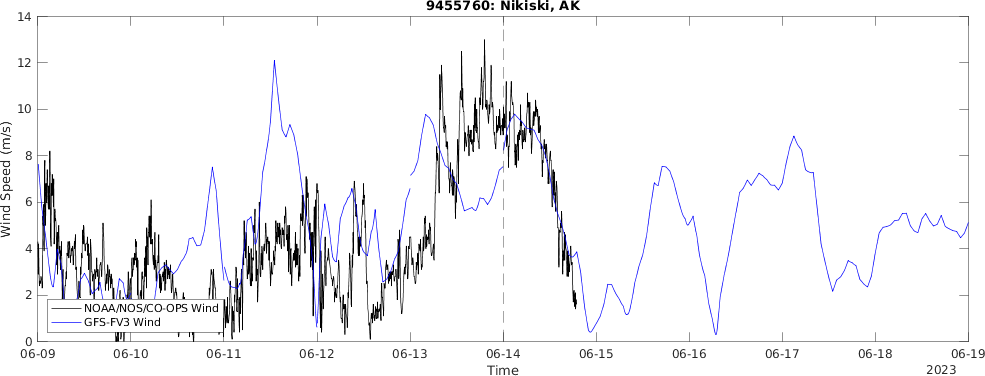 9455760: Nikiski, AK
Wind Speed (m/s)
14
12
10
8
6
4
2
0
NOAA/NOS/CO-OPS Wind
GFS-FV3 Wind
06-09 06-10 06-11 06-12 06-13 06-14 06-15 06-16 06-17 06-18 06-19
Time
2023